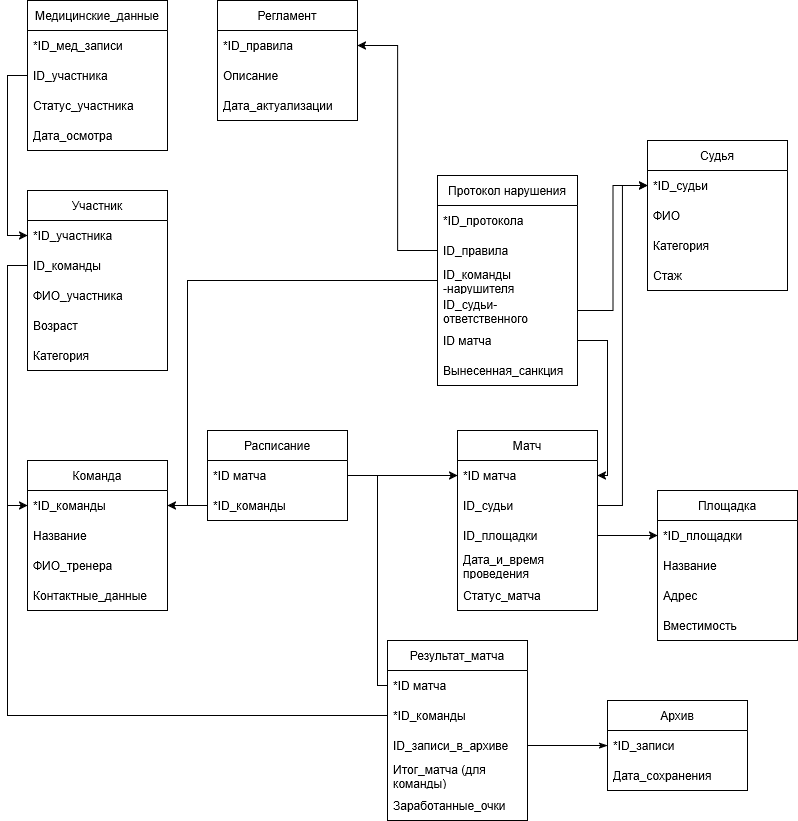 Медицинские_данные
*ID_мед_записи
ID_участника
Статус_участника
Дата_осмотра
Регламент
*ID_правила
Описание
Дата_актуализации
Судья
*ID_судьи
ФИО
Категория
Стаж
Протокол нарушения
*ID_протокола
ID_правила
ID_команды
-нарушителя
ID_судьи-
ответственного
ID матча
Вынесенная_санкция
Участник
*ID_участника
ID_команды
ФИО_участника
Возраст
Категория
Расписание
*ID матча
*ID_команды
Матч
*ID матча
ID_судьи
ID_площадки
Дата_и_время
проведения
Статус_матча
Команда
*ID_команды
Название
ФИО_тренера
Контактные_данные
Площадка
*ID_площадки
Название
Адрес
Вместимость
Результат_матча
*ID матча
*ID_команды
ID_записи_в_архиве
Итог_матча (для
команды)
Заработанные_очки
Архив
*ID_записи
Дата_сохранения